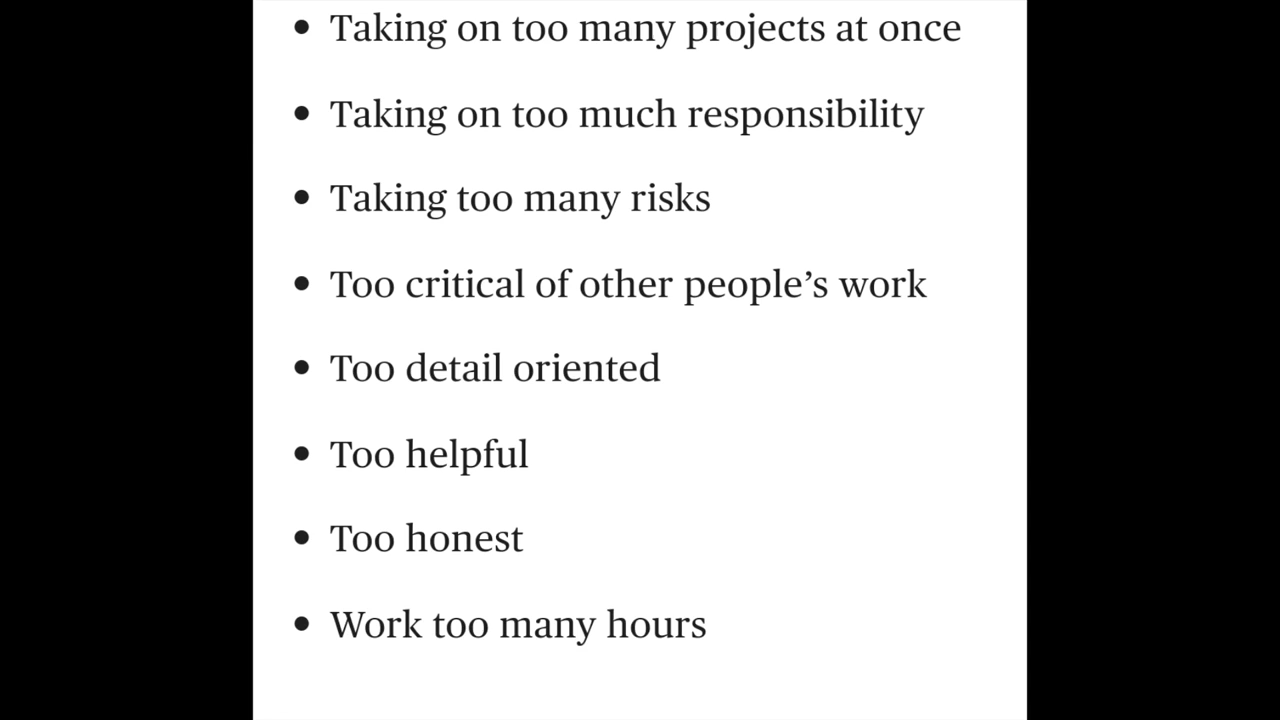 • Taking on too many projects at once
• Taking on too much responsibility
• Taking too many risks
• Too critical of other people’s work
• Too detail oriented
• Too helpful
• Too honest
• Work too many hours